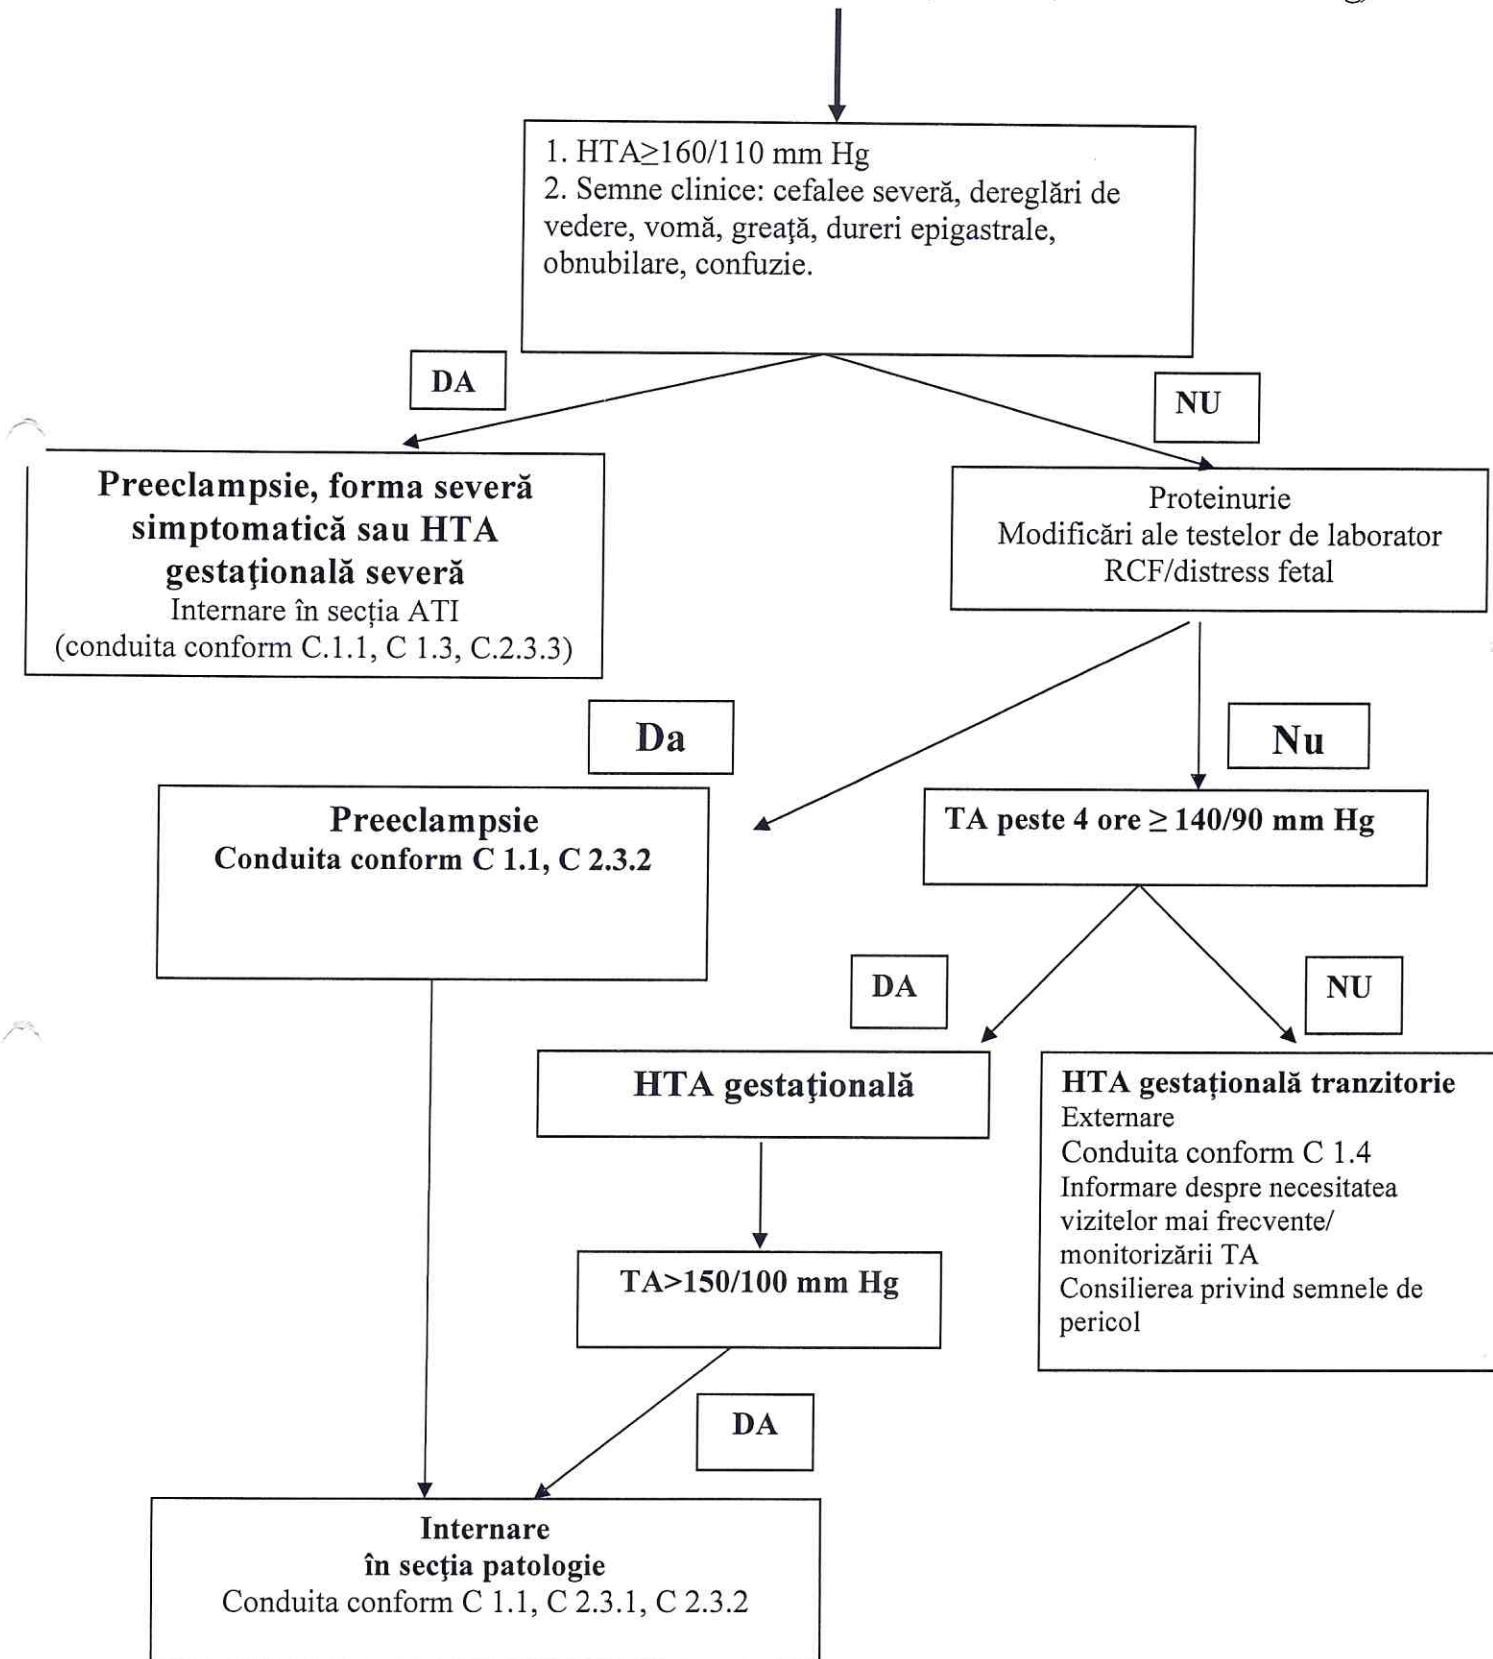 1. HTA≥160/110 mm Hg
2. Semne clinice: cefalee severă, dereglări de
vedere, vomă, greaţă, dureri epigastrale,
obnubilare, confuzie.
DA
NU
Preeclampsie, forma severă
simptomatică sau HTA
gestaţională severă
Internare în secția ATI
(conduita conform C.1.1, C 1.3, C.2.3.3)
Proteinurie
Modificări ale testelor de laborator
RCF/distress fetal
Da
Nu
Preeclampsie
Conduita conform C 1.1, C 2.3.2
TA peste 4 ore ≥ 140/90 mm Hg
DA
NU
HTA gestaţională
HTA gestațională tranzitorie
Externare
Conduita conform C 1.4
Informare despre necesitatea
vizitelor mai frecvente/
monitorizării TA
Consilierea privind semnele de
pericol
TA>150/100 mm Hg
DA
Internare
în secţia patologie
Conduita conform C 1.1, C 2.3.1, C 2.3.2